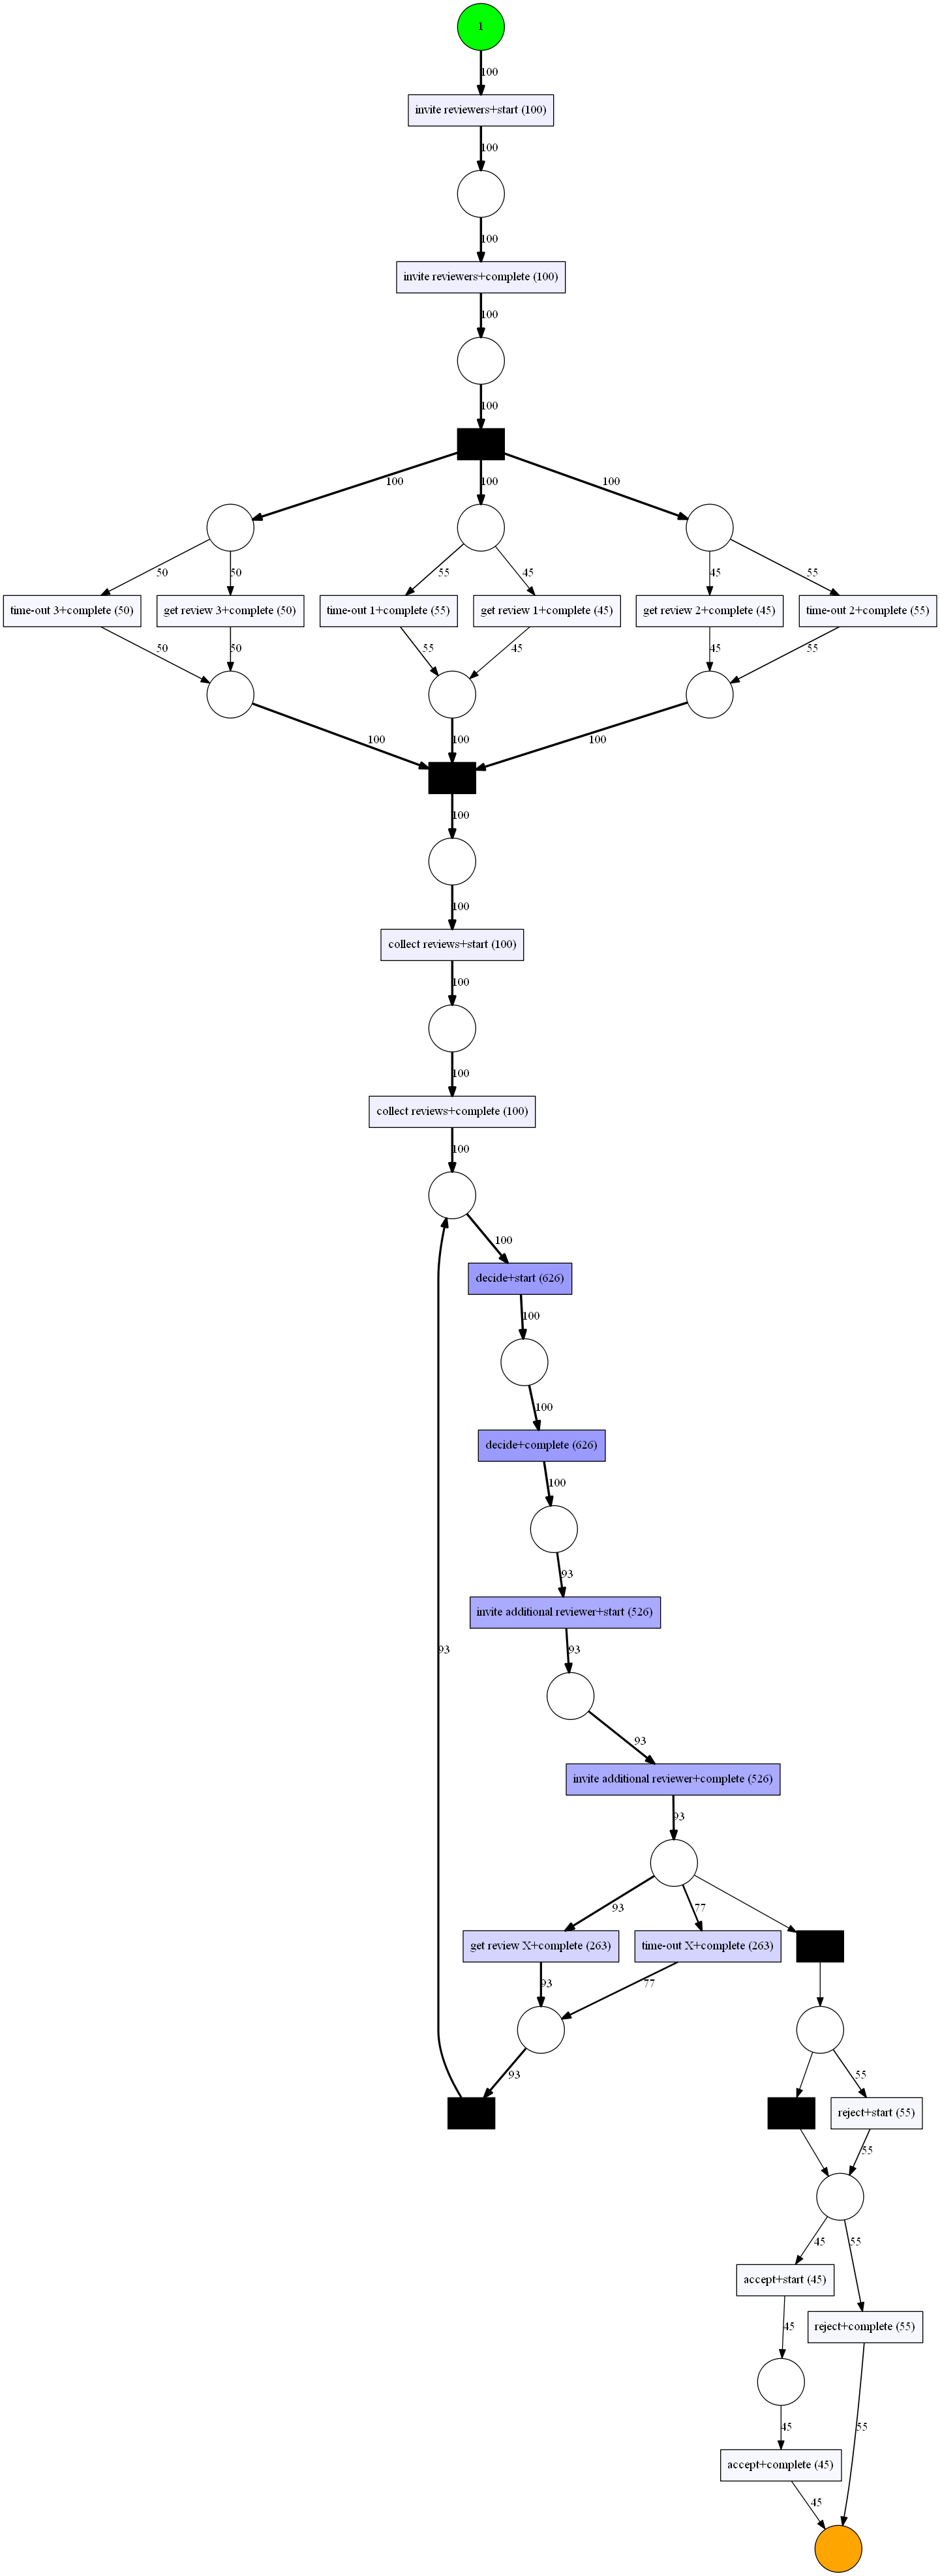 1
100
invite reviewers+start (100)
100
100
invite reviewers+complete (100)
100
100
100
100
100
50
50
55
45
45
55
time-out 3+complete (50)
get review 3+complete (50)
time-out 1+complete (55)
get review 1+complete (45)
get review 2+complete (45)
time-out 2+complete (55)
50
50
55
45
45
55
100
100
100
100
100
collect reviews+start (100)
100
100
collect reviews+complete (100)
100
100
decide+start (626)
100
100
decide+complete (626)
100
93
invite additional reviewer+start (526)
93
93
93
invite additional reviewer+complete (526)
93
93
77
get review X+complete (263)
time-out X+complete (263)
93
77
93
55
reject+start (55)
55
45
55
accept+start (45)
45
reject+complete (55)
45
55
accept+complete (45)
45